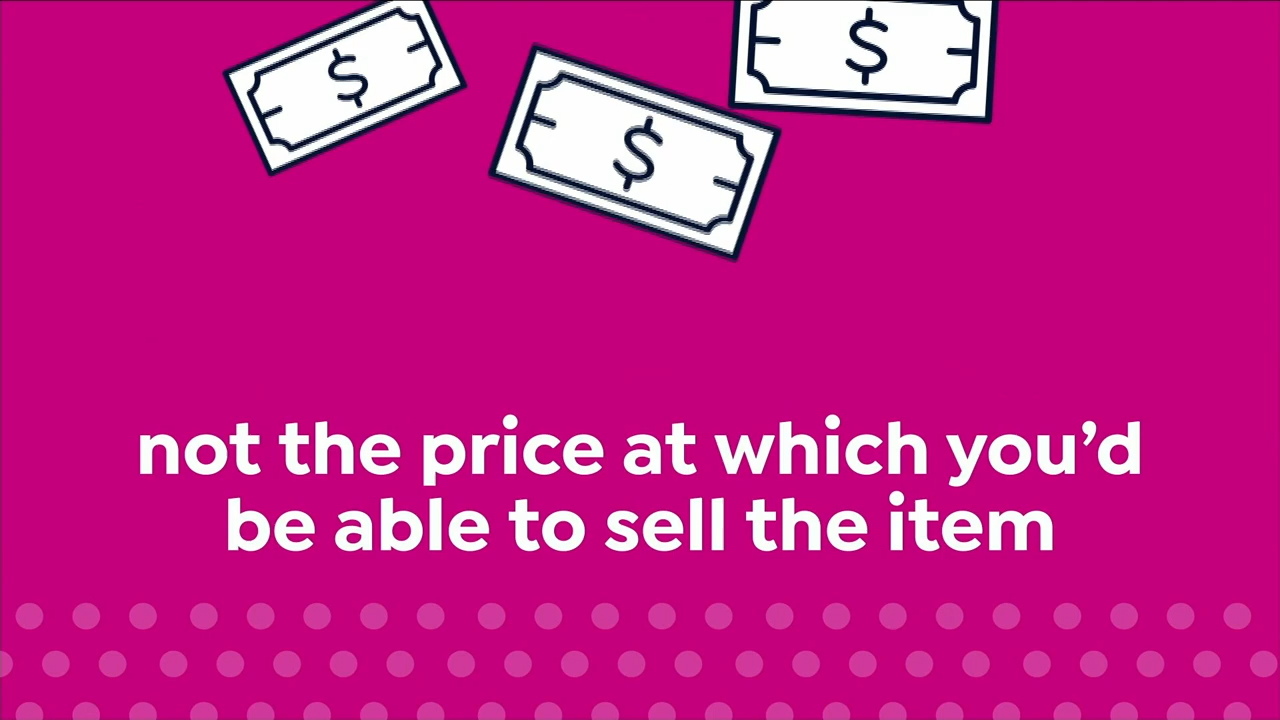 $
$
$
not the price at which you’d
be able to sell the item